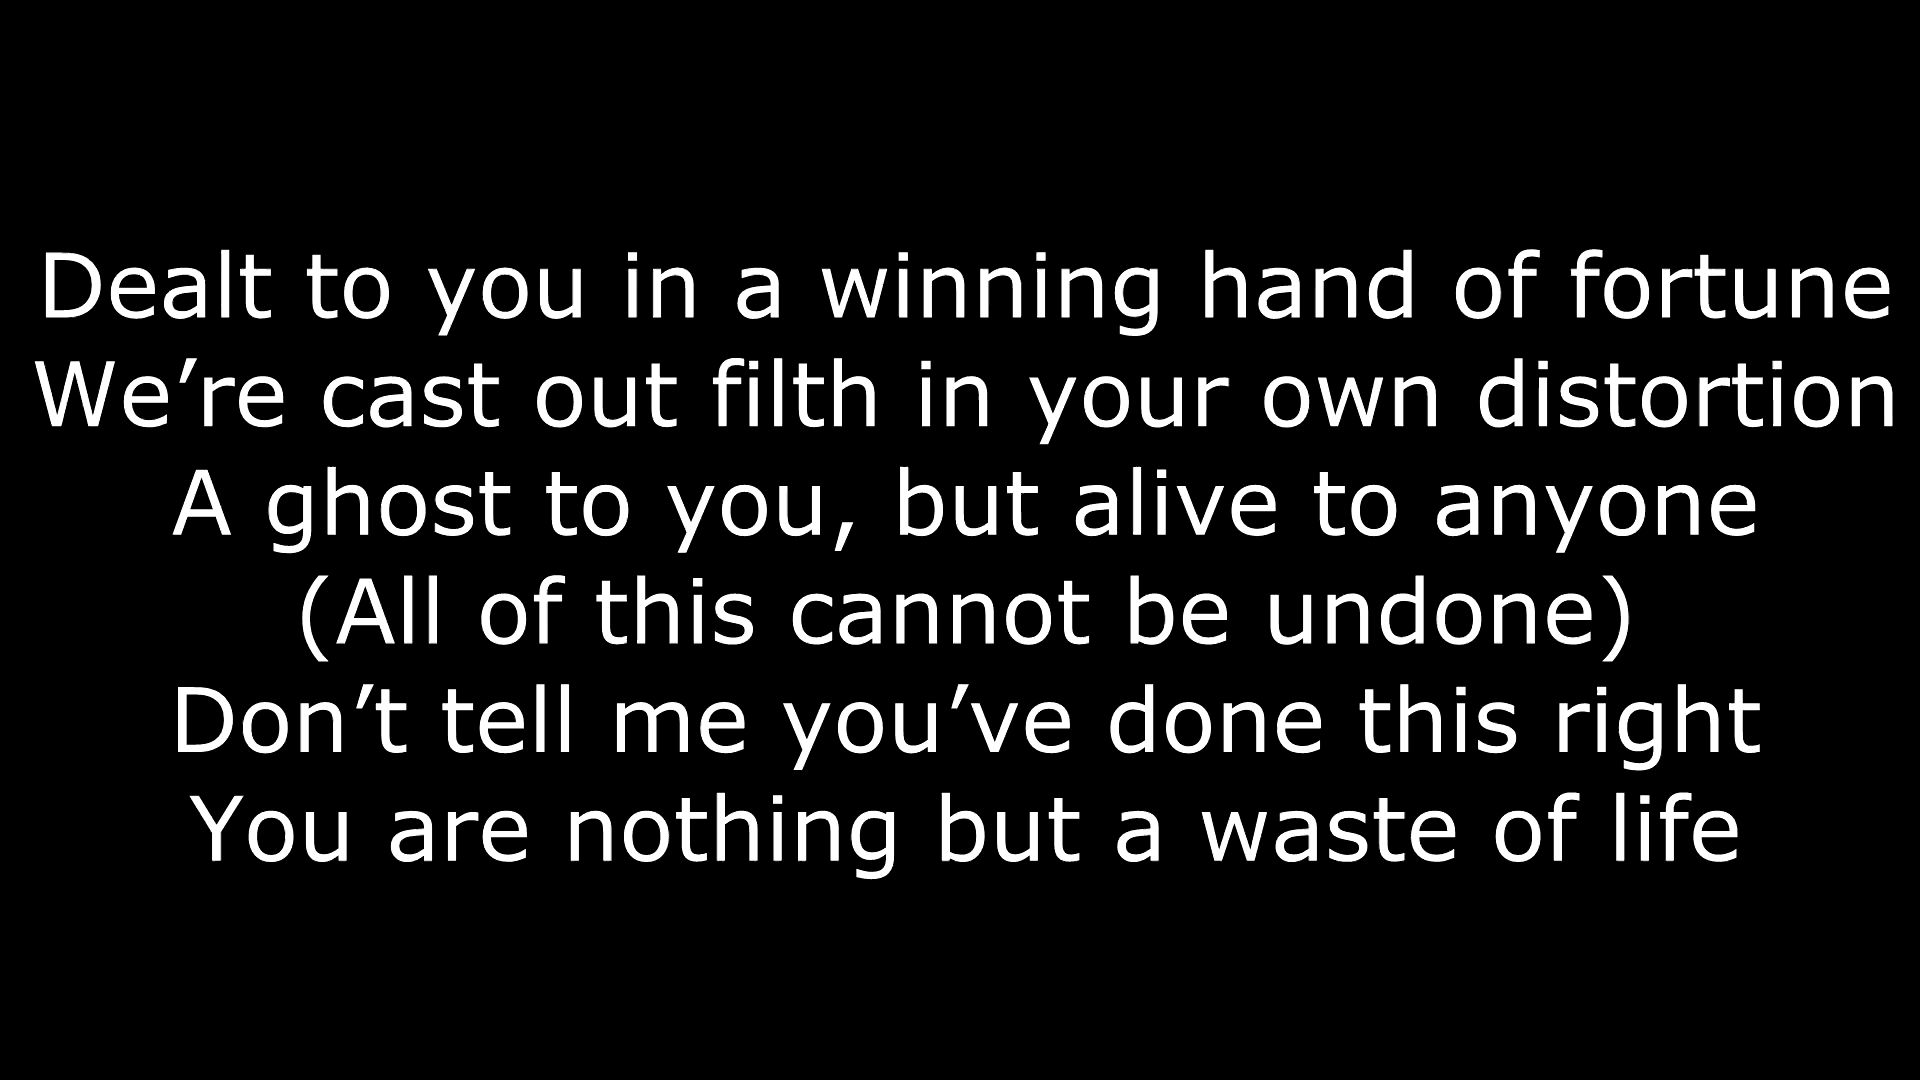 Dealt to you in a winning hand of fortune
We’re cast out filth in your own distortion
A ghost to you, but alive to anyone
(All of this cannot be undone)
Don’t tell me you’ve done this right
You are nothing but a waste of life